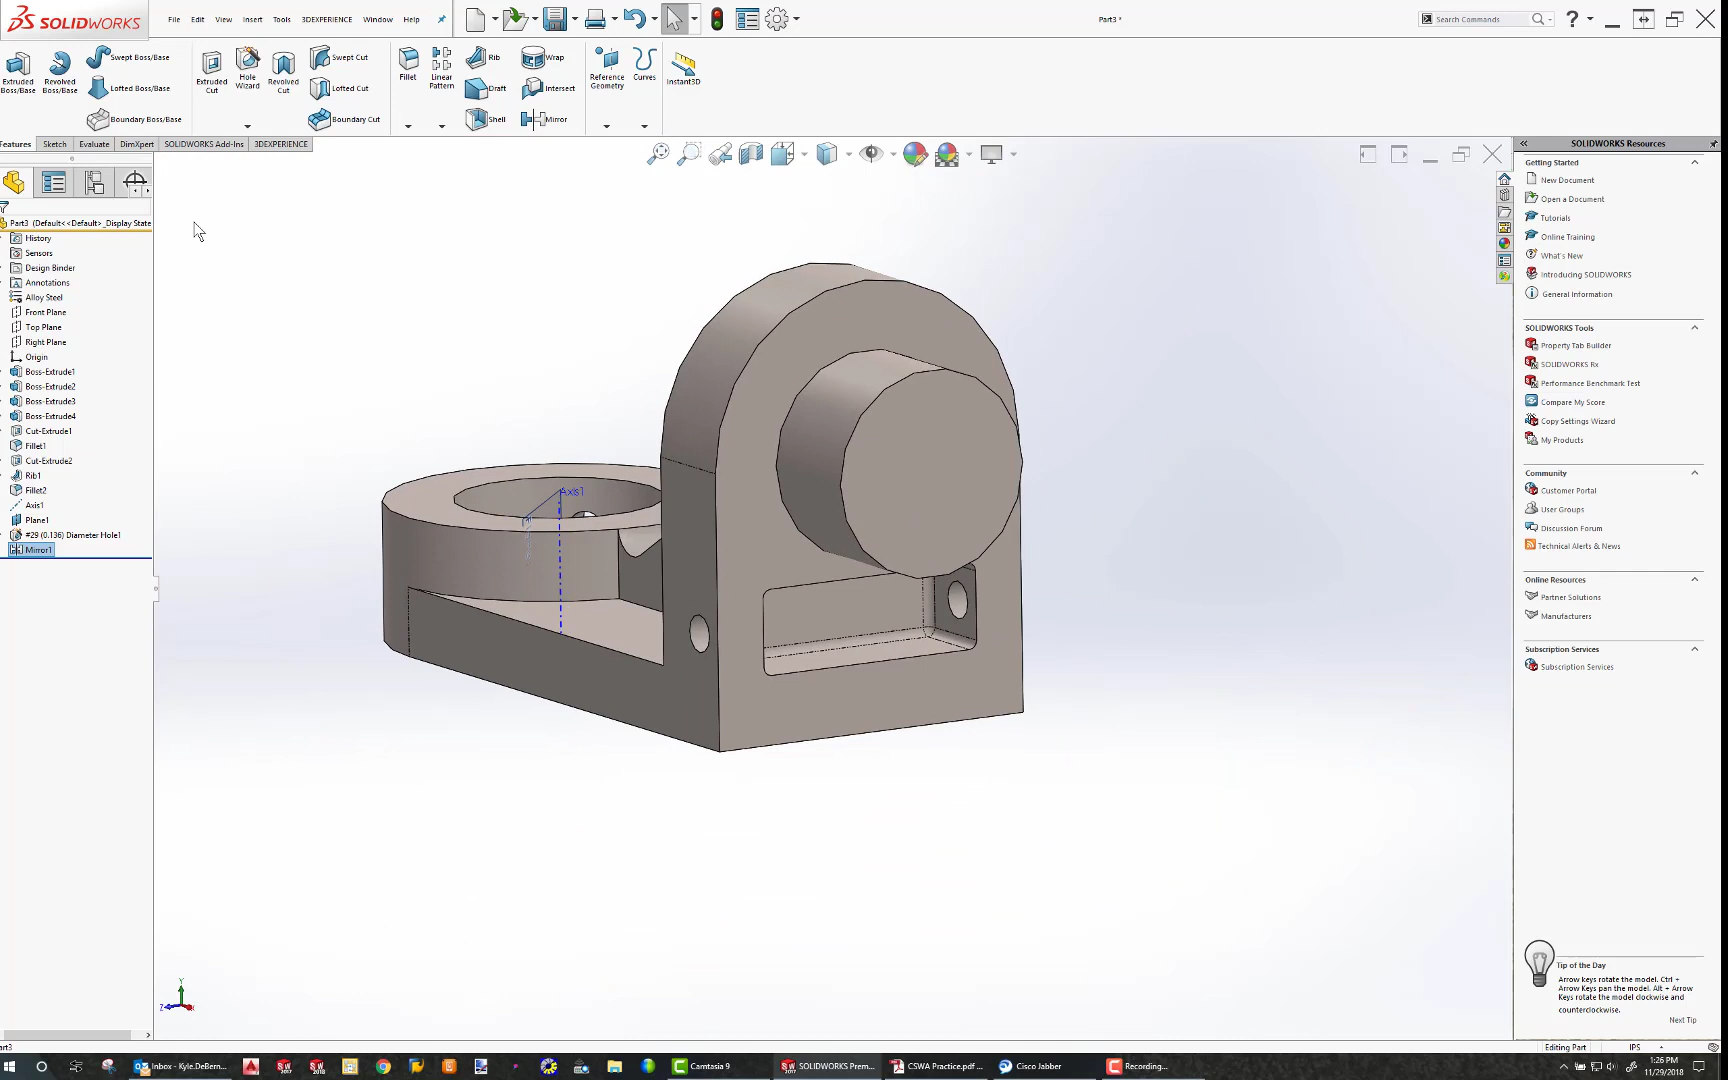 SOLIDWORKS
File Edit View Insert Tools 3DEXPERIENCE Window Help
Part3 *
Search Commands
Extruded Boss/Base
Revolved Boss/Base
Swept Boss/Base
Lofted Boss/Base
Boundary Boss/Base
Extruded Cut
Hole Wizard
Revolved Cut
Swept Cut
Lofted Cut
Boundary Cut
Fillet
Linear Pattern
Rib
Draft
Shell
Wrap
Intersect
Mirror
Reference Geometry
Curves
Instant3D
Features Sketch Evaluate DimXpert SOLIDWORKS Add-Ins 3DEXPERIENCE
Part3 (Default<<Default>_Display State
History
Sensors
Design Binder
Annotations
Alloy Steel
Front Plane
Top Plane
Right Plane
Origin
Boss-Extrude1
Boss-Extrude2
Boss-Extrude3
Boss-Extrude4
Cut-Extrude1
Fillet1
Cut-Extrude2
Rib1
Fillet2
Axis1
Plane1
#29 (0.136) Diameter Hole1
Mirror1
Axis1
Y
Z
SOLIDWORKS Resources
Getting Started
New Document
Open a Document
Tutorials
Online Training
What's New
Introducing SOLIDWORKS
General Information
SOLIDWORKS Tools
Property Tab Builder
SOLIDWORKS Rx
Performance Benchmark Test
Compare My Score
Copy Settings Wizard
My Products
Community
Customer Portal
User Groups
Discussion Forum
Technical Alerts & News
Online Resources
Partner Solutions
Manufacturers
Subscription Services
Subscription Services
Tip of the Day
Arrow keys rotate the model. Ctrl +
Arrow Keys pan the model. Alt + Arrow
Keys rotate the model clockwise and
counterclockwise.
Next Tip
art3
Editing Part
IPS
Inbox - Kyle.DeBern...
Camtasia 9
SOLIDWORKS Prem...
CSWA Practice.pdf ...
Cisco Jabber
Recording...
1:26 PM
11/29/2018